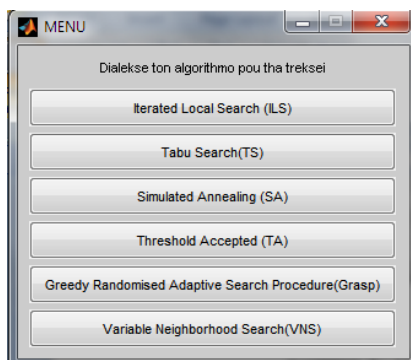 MENU
Dialekse ton algorithmo pou tha treksei
Iterated Local Search (ILS)
Tabu Search(TS)
Simulated Annealing (SA)
Threshold Accepted (TA)
Greedy Randomised Adaptive Search Procedure(Grasp)
Variable Neighborhood Search(VNS)